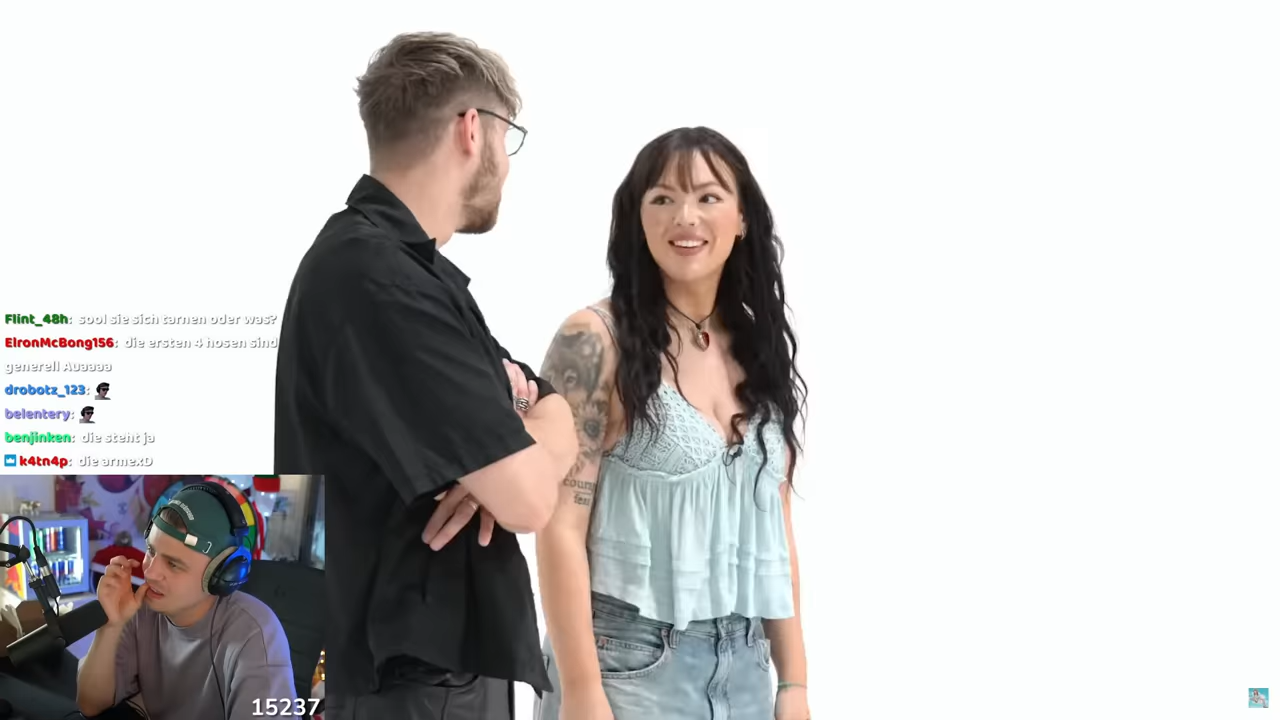 Flint_48h: sool sie sich tarnen oder was?
ElronMcBong156: die ersten 4 hosen sind
generell Auaaaa
drobotz_123:
belentery:
benjinken: die steht ja
k4tn4p: die armexD
15237